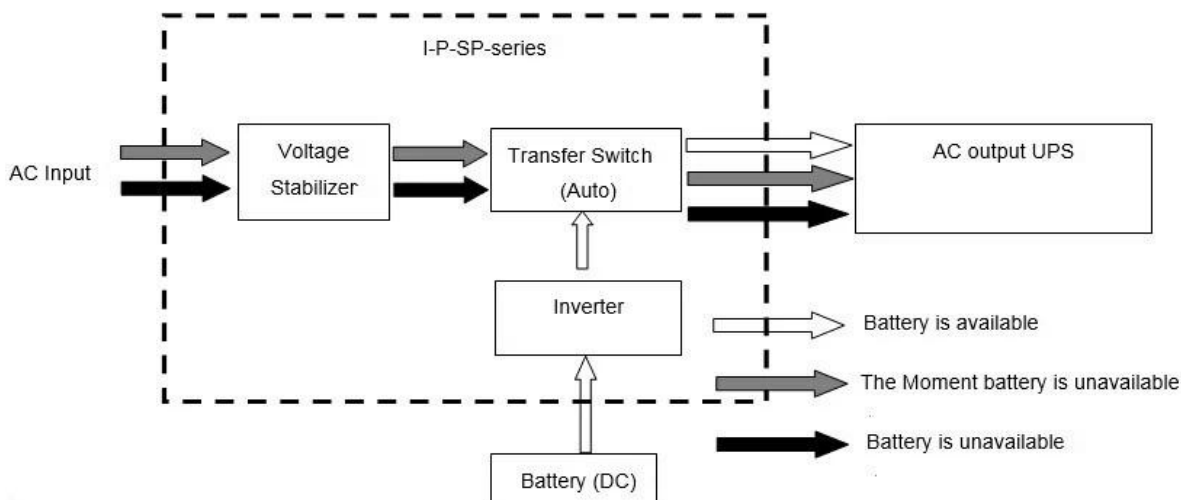 I-P-SP-series
AC Input
Voltage
Stabilizer
Transfer Switch
(Auto)
AC output UPS
Inverter
Battery (DC)
Battery is available
The Moment battery is unavailable
Battery is unavailable